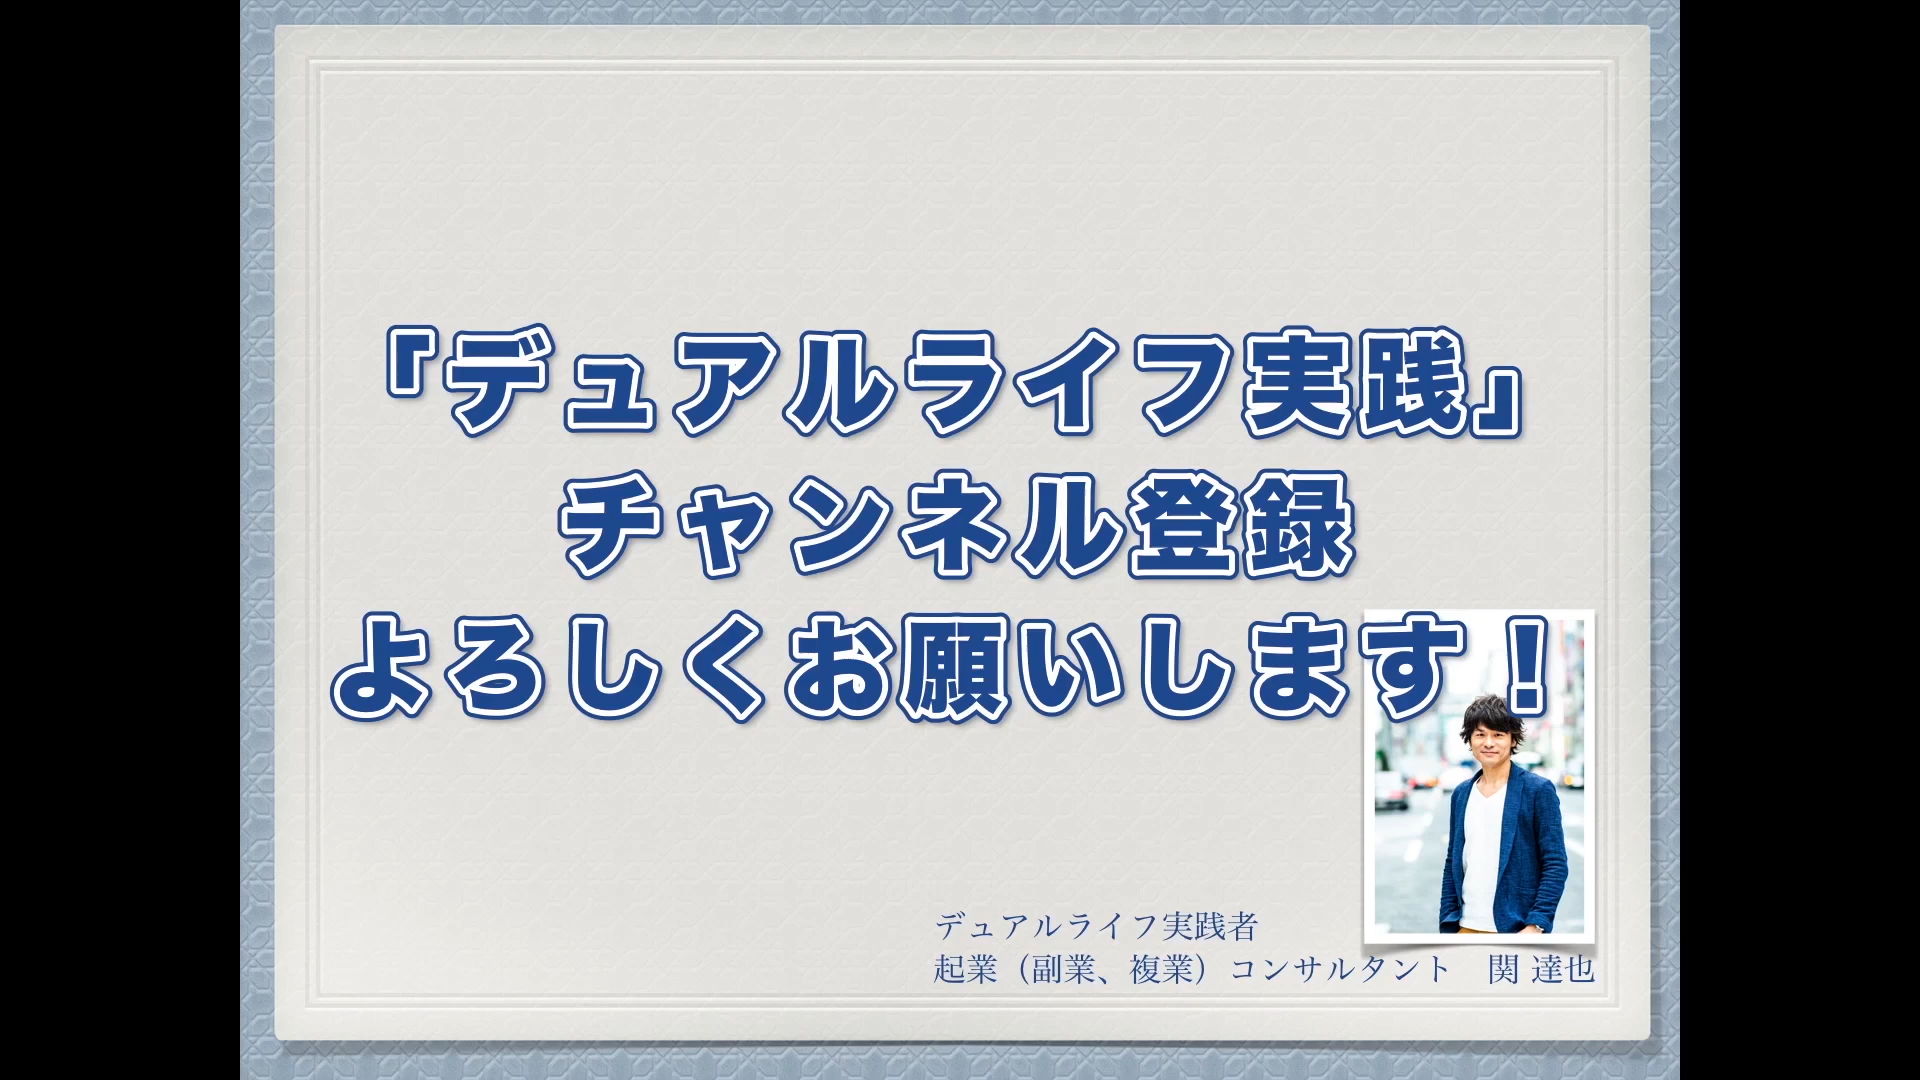 「デュアルライフ実践」
チャンネル登録
よろしくお願いします！
デュアルライフ実践者
起業（副業、複業）コンサルタント　関 達也